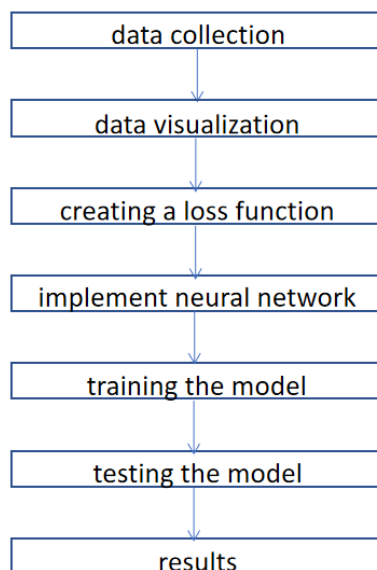 data collection
data visualization
creating a loss function
implement neural network
training the model
testing the model
results